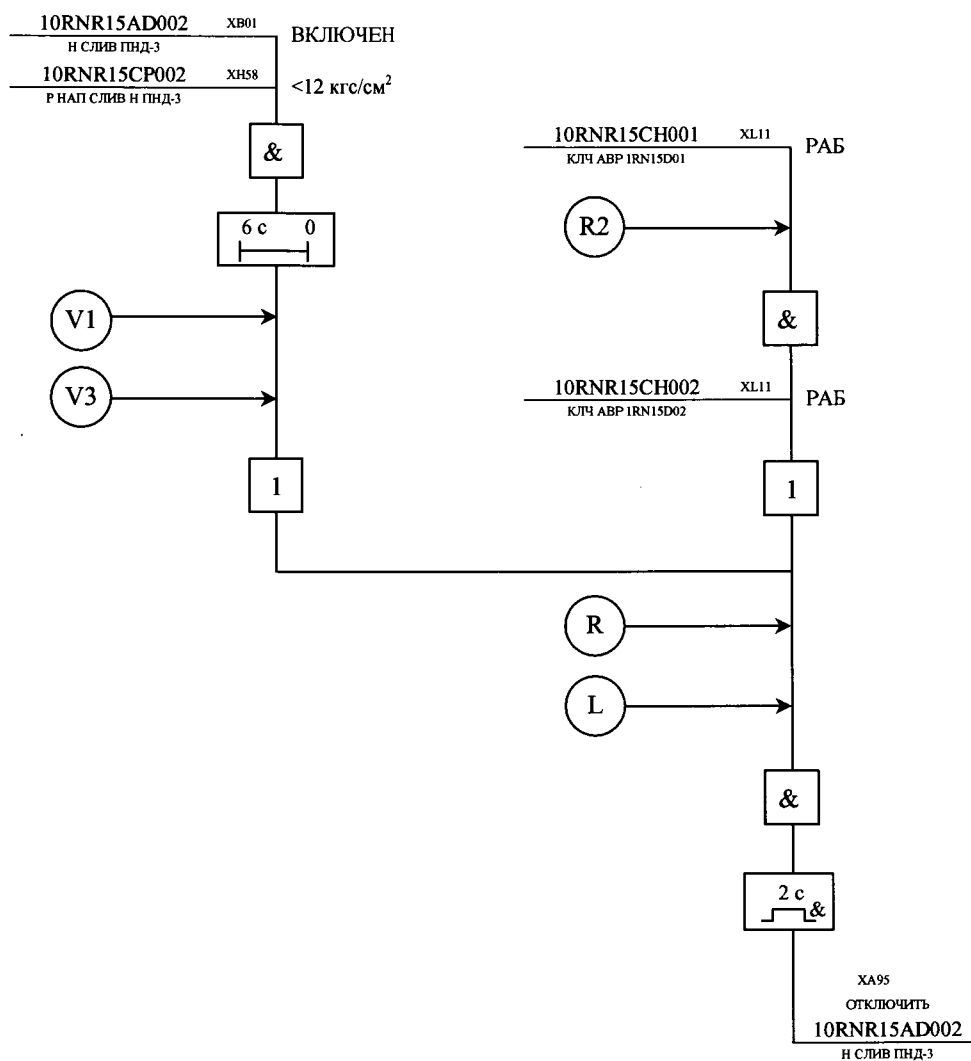 10RNR15AD002 XB01 ВКЛЮЧЕН
Н СЛИВ ПНД-3
10RNR15CP002 XH58 <12 кгс/см²
Р НАП СЛИВ Н ПНД-3
&
6 с 0
V1
V3
1
10RNR15CH001 XL11 РАБ
КЛЧ АВР 1RN15D01
R2
&
10RNR15CH002 XL11 РАБ
КЛЧ АВР 1RN15D02
1
R
L
&
2 с
&
XA95
ОТКЛЮЧИТЬ
10RNR15AD002
Н СЛИВ ПНД-3